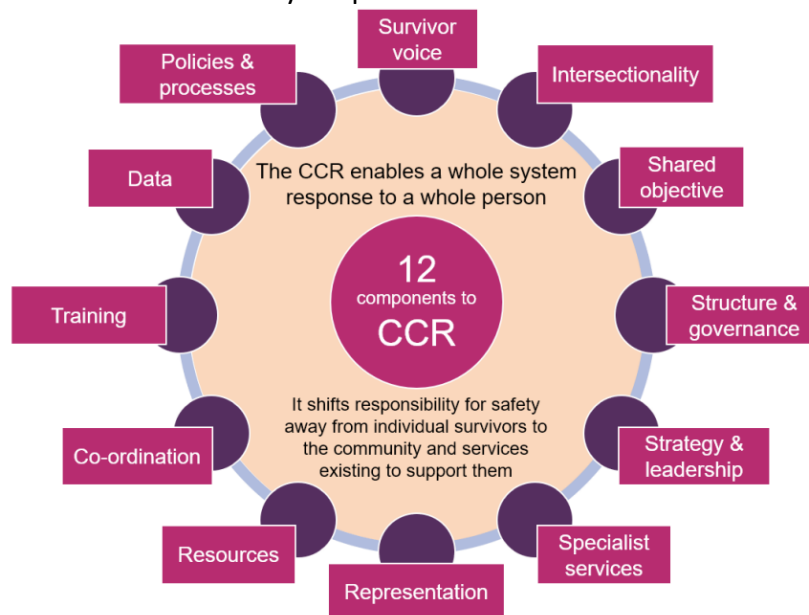 Survivor
voice
Policies &
processes
Intersectionality
Data
The CCR enables a whole system
response to a whole person
Shared
objective
12
components to
CCR
Training
Structure &
governance
It shifts responsibility for safety
away from individual survivors to
the community and services
existing to support them
Co-ordination
Strategy &
leadership
Resources
Specialist
services
Representation